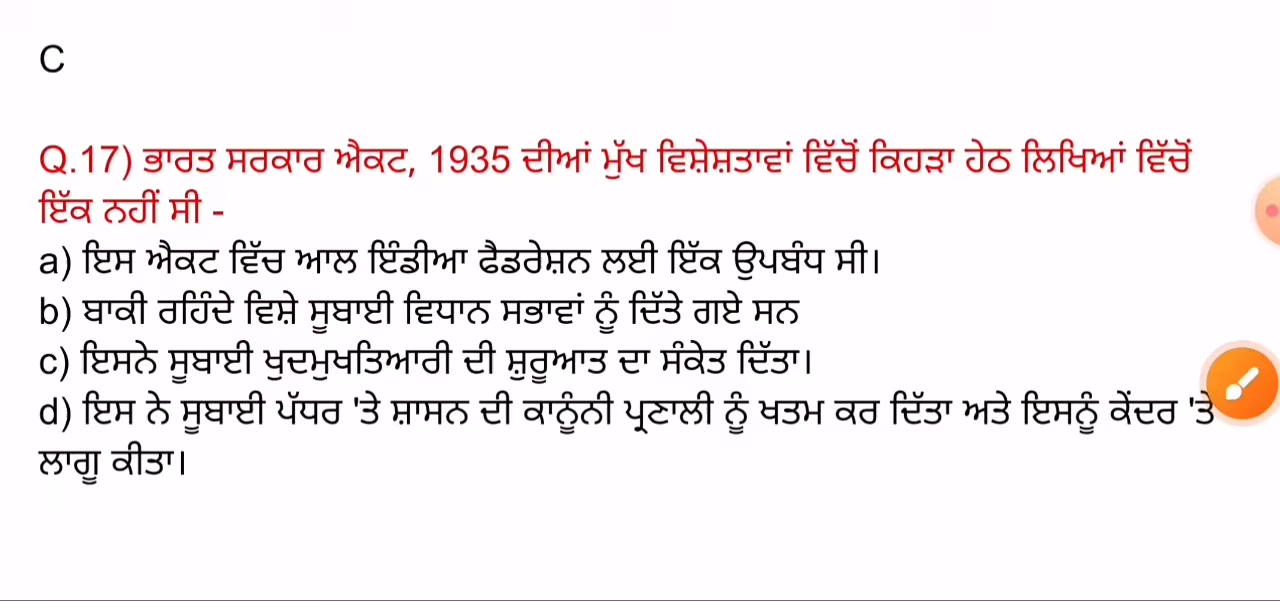 C
Q.17) ਭਾਰਤ ਸਰਕਾਰ ਐਕਟ, 1935 ਦੀਆਂ ਮੁੱਖ ਵਿਸ਼ੇਸ਼ਤਾਵਾਂ ਵਿੱਚੋਂ ਕਿਹੜਾ ਹੇਠ ਲਿਖਿਆਂ ਵਿੱਚੋਂ
ਇੱਕ ਨਹੀਂ ਸੀ -
a) ਇਸ ਐਕਟ ਵਿੱਚ ਆਲ ਇੰਡੀਆ ਫੈਡਰੇਸ਼ਨ ਲਈ ਇੱਕ ਉਪਬੰਧ ਸੀ।
b) ਬਾਕੀ ਰਹਿੰਦੇ ਵਿਸ਼ੇ ਸੂਬਾਈ ਵਿਧਾਨ ਸਭਾਵਾਂ ਨੂੰ ਦਿੱਤੇ ਗਏ ਸਨ
c) ਇਸਨੇ ਸੂਬਾਈ ਖੁਦਮੁਖਤਿਆਰੀ ਦੀ ਸ਼ੁਰੂਆਤ ਦਾ ਸੰਕੇਤ ਦਿੱਤਾ।
d) ਇਸ ਨੇ ਸੂਬਾਈ ਪੱਧਰ 'ਤੇ ਸ਼ਾਸਨ ਦੀ ਕਾਨੂੰਨੀ ਪ੍ਰਣਾਲੀ ਨੂੰ ਖਤਮ ਕਰ ਦਿੱਤਾ ਅਤੇ ਇਸਨੂੰ ਕੇਂਦਰ 'ਤੇ
ਲਾਗੂ ਕੀਤਾ।